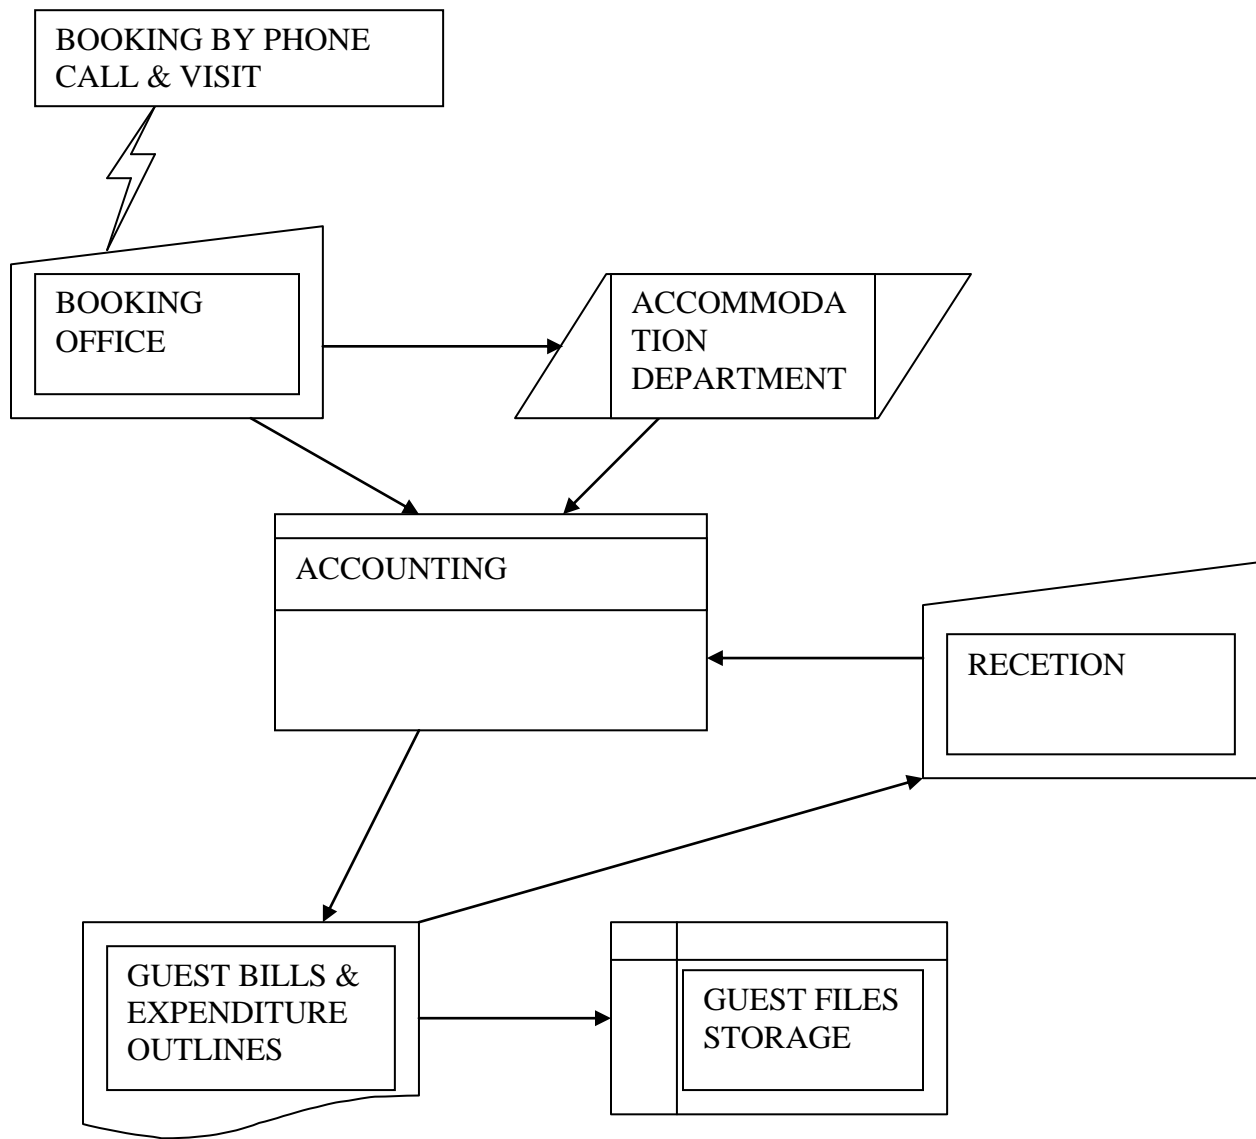 BOOKING BY PHONE
CALL & VISIT
BOOKING
OFFICE
ACCOMMODA
TION
DEPARTMENT
ACCOUNTING
RECETION
GUEST BILLS &
EXPENDITURE
OUTLINES
GUEST FILES
STORAGE